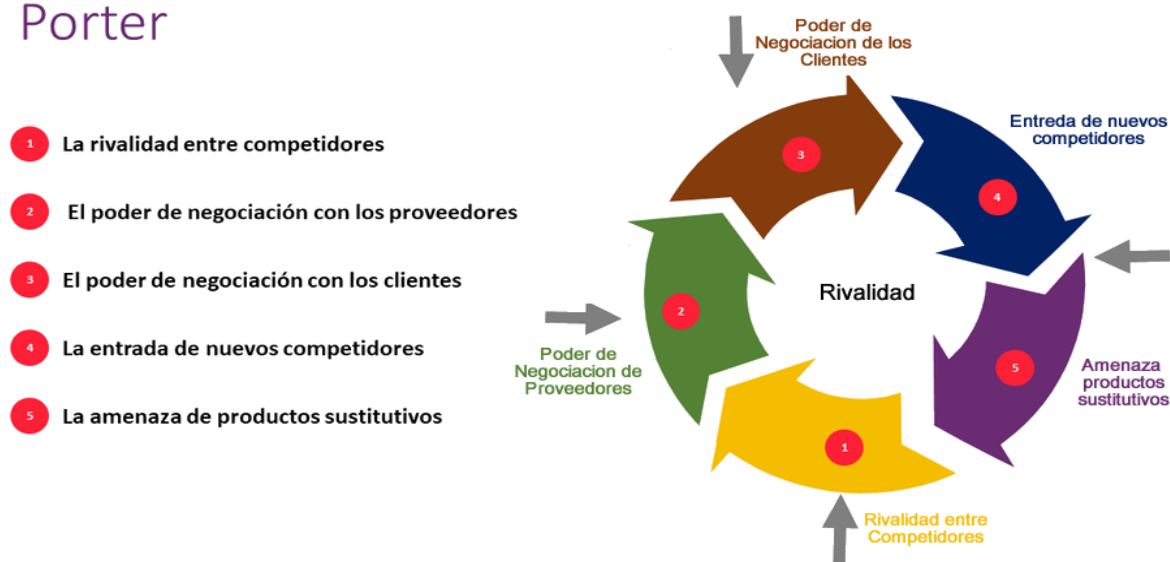 Porter
1 La rivalidad entre competidores
2 El poder de negociación con los proveedores
3 El poder de negociación con los clientes
4 La entrada de nuevos competidores
5 La amenaza de productos sustitutivos
Poder de
Negociacion de los
Clientes
3
Entreda de nuevos
competidores
4
Rivalidad
2
Poder de
Negociacion de
Proveedores
5
Amenaza
productos
sustitutivos
1
Rivalidad entre
Competidores